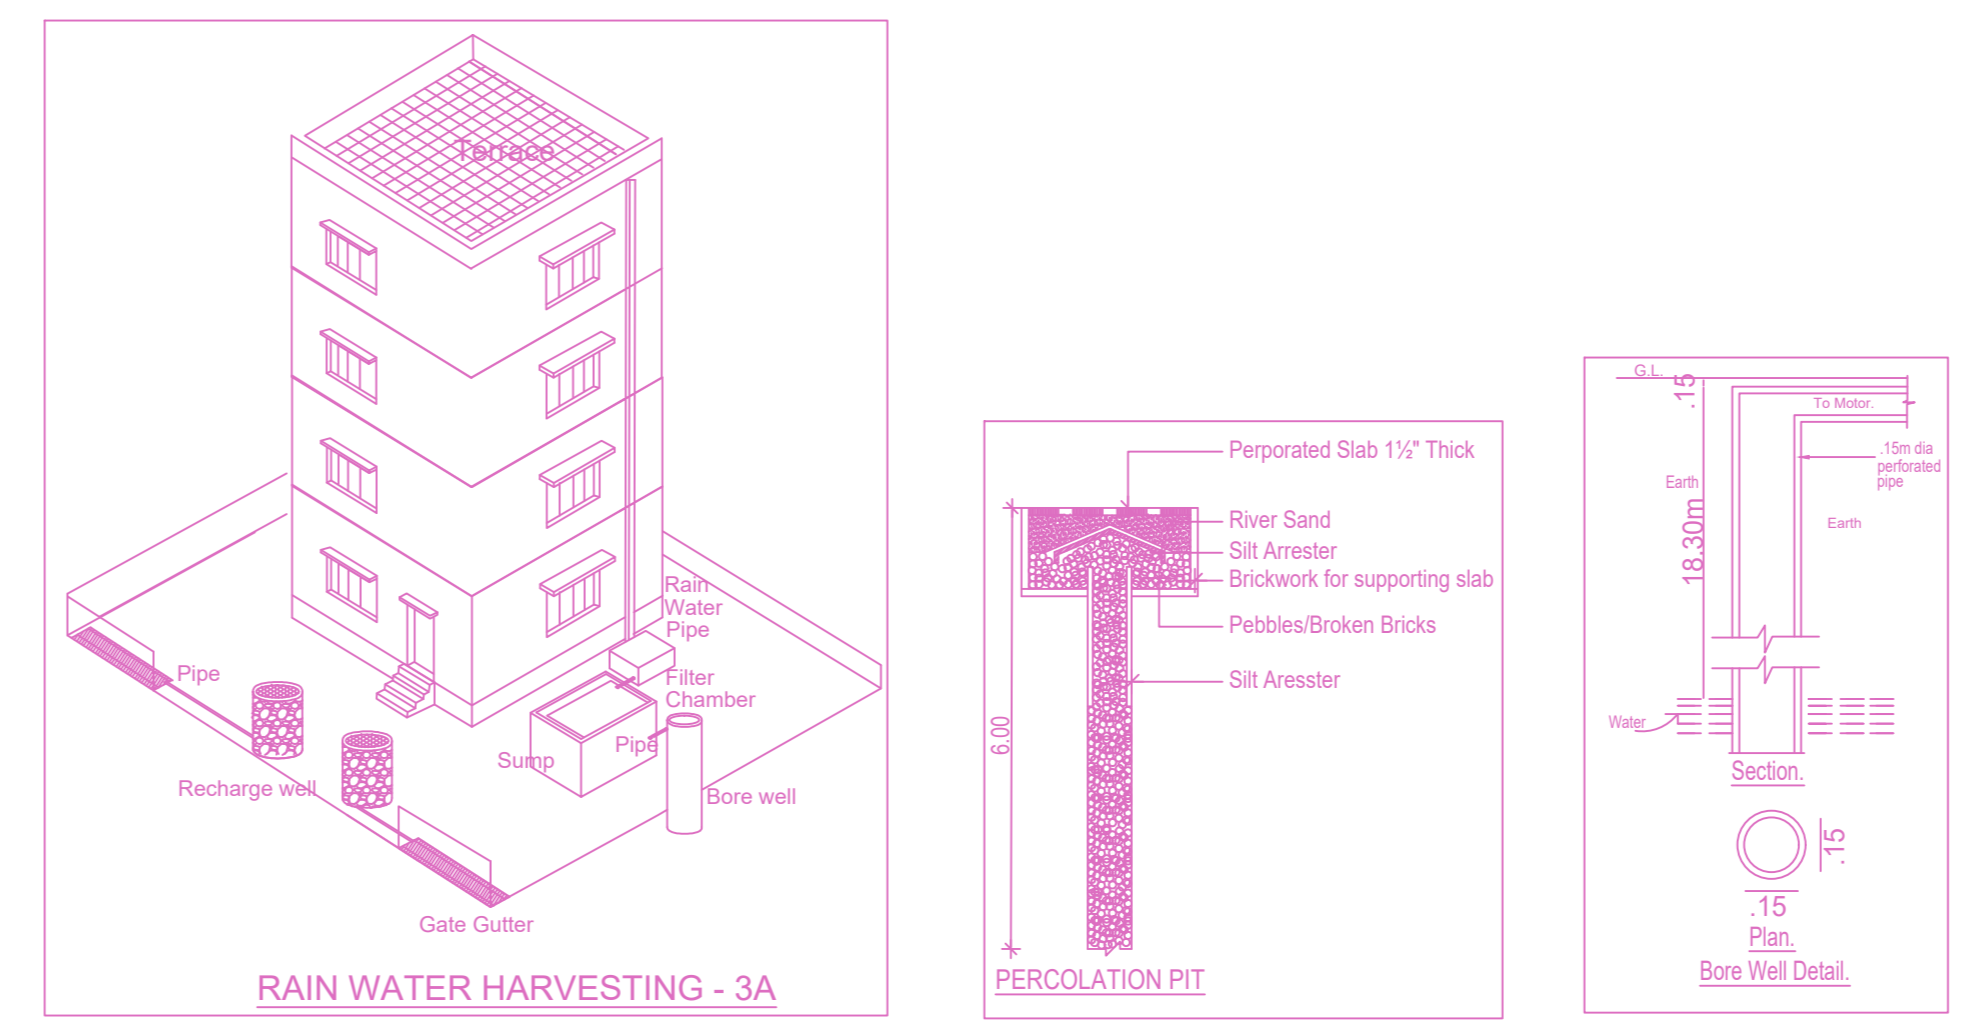 Terrace
Rain
Water
Pipe
Filter
Chamber
Pipe
Sump
Pipe
Recharge well
Bore well
Gate Gutter
RAIN WATER HARVESTING - 3A
Perporated Slab 1½" Thick
River Sand
Silt Arrester
Brickwork for supporting slab
Pebbles/Broken Bricks
Silt Aresster
6.00
PERCOLATION PIT
G.L.
.15
To Motor.
.15m dia
perforated
pipe
Earth
18.30m
Earth
Water
Section.
.15
.15
Plan.
Bore Well Detail.